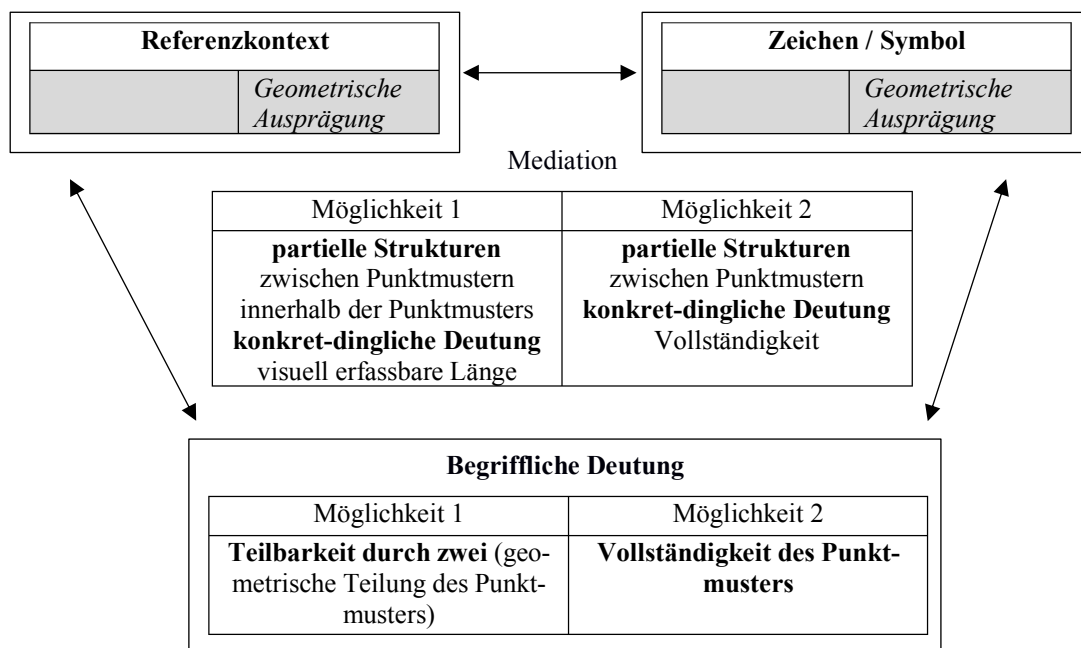 Referenzkontext
Geometrische
Ausprägung
Zeichen / Symbol
Geometrische
Ausprägung
Mediation
Möglichkeit 1
partielle Strukturen
zwischen Punktmustern
innerhalb der Punktmusters
konkret-dingliche Deutung
visuell erfassbare Länge
Möglichkeit 2
partielle Strukturen
zwischen Punktmustern
konkret-dingliche Deutung
Vollständigkeit
Begriffliche Deutung
Möglichkeit 1
Teilbarkeit durch zwei (geo-
metrische Teilung des Punkt-
musters)
Möglichkeit 2
Vollständigkeit des Punkt-
musters